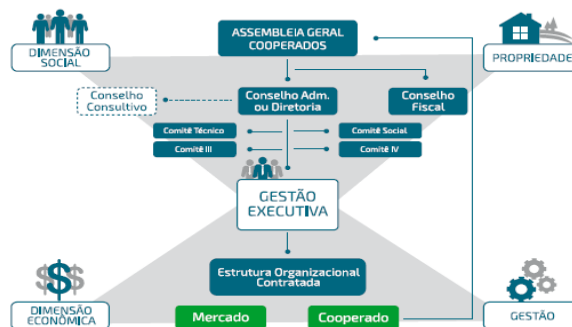 ASSEMBLEIA GERAL
COOPERADOS
DIMENSÃO
SOCIAL
PROPRIEDADE
Conselho
Consultivo
Conselho Adm.
ou Diretoria
Conselho
Fiscal
Comitê Técnico
Comitê Social
Comitê III
Comitê IV
GESTÃO
EXECUTIVA
Estrutura Organizacional
Contratada
DIMENSÃO
ECONÔMICA
Mercado
Cooperado
GESTÃO